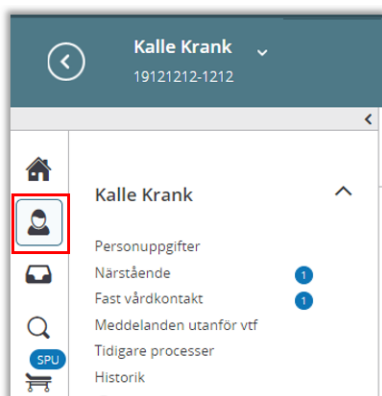 Kalle Krank
19121212-1212
Kalle Krank
Personuppgifter
Närstående 1
Fast vårdkontakt 1
Meddelanden utanför vtf
Tidigare processer
SPU
Historik